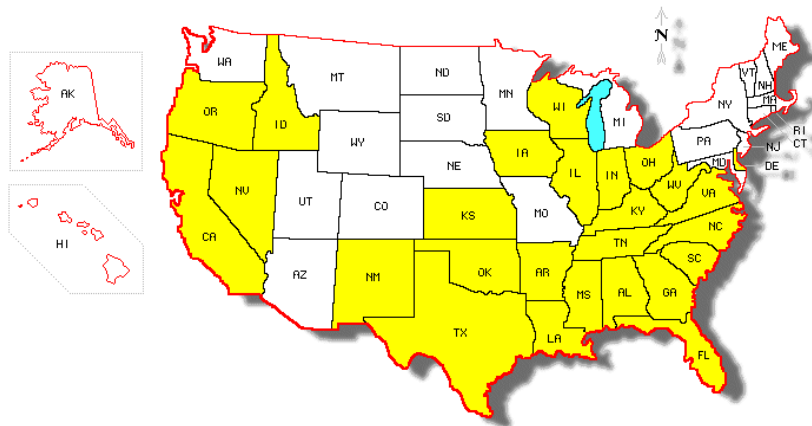 N
ME
WA
VT
NH
AK
MT
ND
MN
MA
OR
ID
WI
NY
RI
SD
MI
CT
WY
PA
NJ
IA
OH
MD
DE
NE
IL
IN
NV
WV
VA
UT
CO
KS
MO
KY
CA
NC
TN
HI
SC
AZ
NM
OK
AR
MS
AL
GA
TX
LA
FL